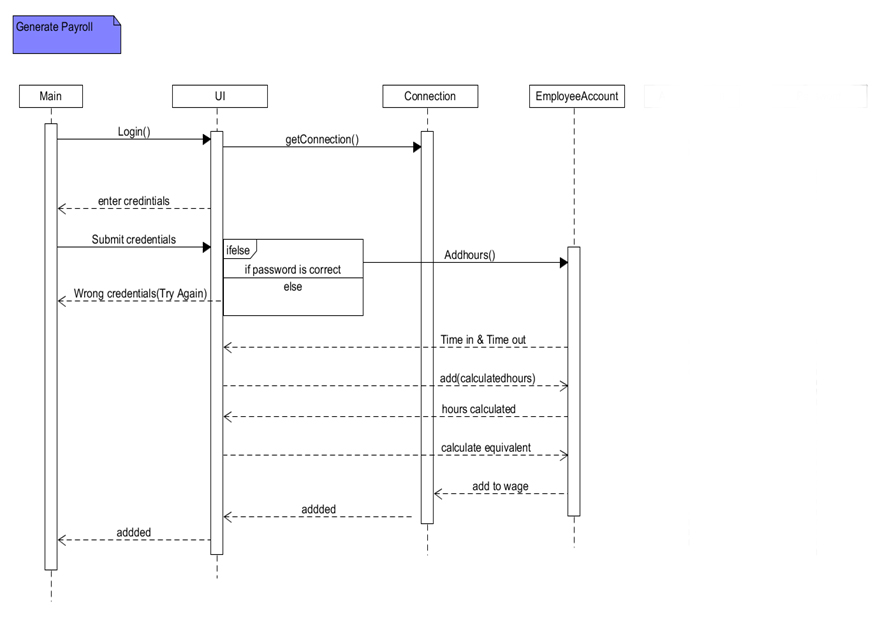 Generate Payroll
Main
UI
Connection
EmployeeAccount
Login()
getConnection()
enter credintials
Submit credentials
ifelse
if password is correct
Addhours()
else
Wrong credentials(Try Again)
Time in & Time out
add(calculatedhours)
hours calculated
calculate equivalent
add to wage
addded
addded